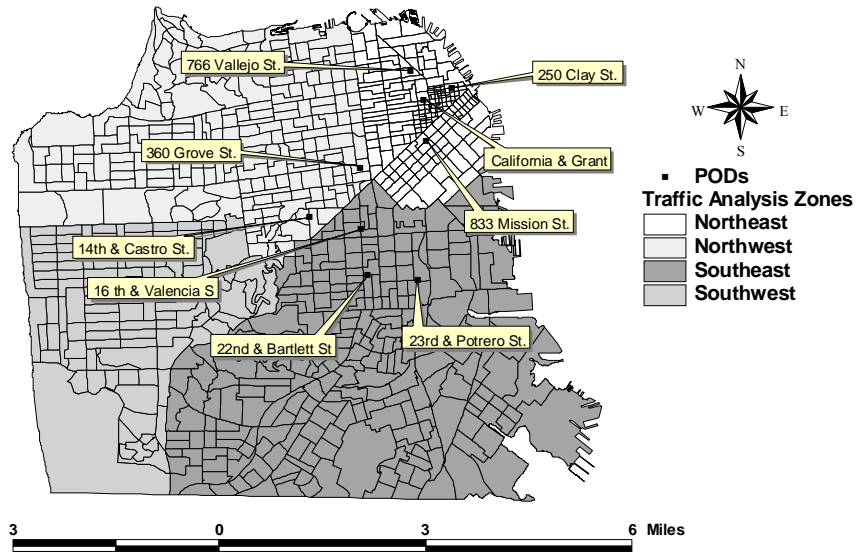 766 Vallejo St.
250 Clay St.
360 Grove St.
California & Grant
833 Mission St.
14th & Castro St.
16 th & Valencia S
22nd & Bartlett St
23rd & Potrero St.
N
W E
S
PODs
Traffic Analysis Zones
Northeast
Northwest
Southeast
Southwest
3 0 3 6 Miles